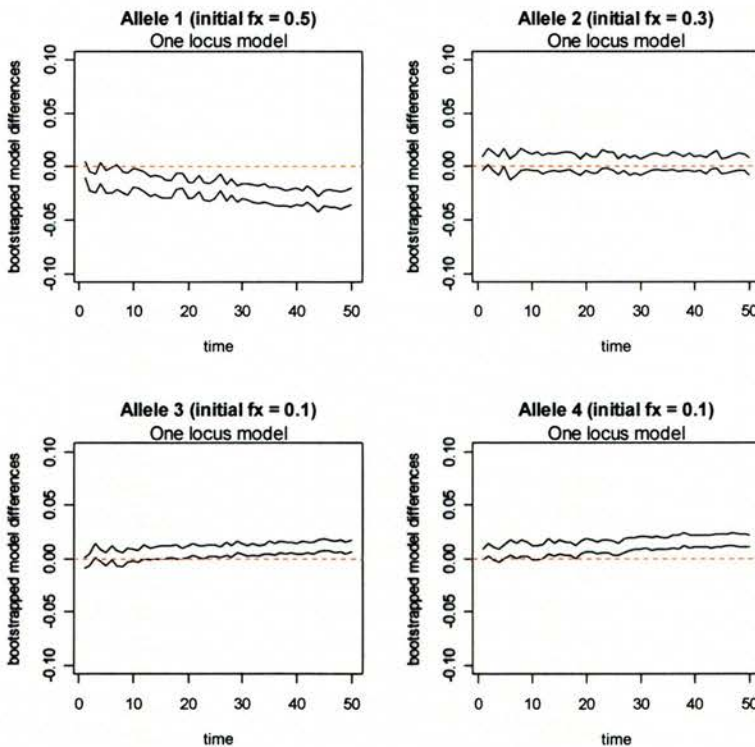 Allele 1 (initial fx = 0.5)
One locus model
bootstrapped model differences
0.10
0.05
0.00
-0.05
-0.10
0 10 20 30 40 50
time
Allele 2 (initial fx = 0.3)
One locus model
bootstrapped model differences
0.10
0.05
0.00
-0.05
-0.10
0 10 20 30 40 50
time
Allele 3 (initial fx = 0.1)
One locus model
bootstrapped model differences
0.10
0.05
0.00
-0.05
-0.10
0 10 20 30 40 50
time
Allele 4 (initial fx = 0.1)
One locus model
bootstrapped model differences
0.10
0.05
0.00
-0.05
-0.10
0 10 20 30 40 50
time